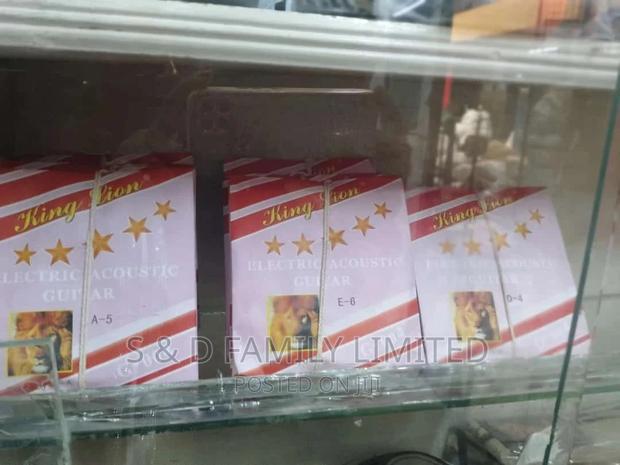 King Lion
ELECTRIC ACOUSTIC
GUITAR
A-5
King Lion
ELECTRIC ACOUSTIC
GUITAR
E-6
King Lion
D-4
S & D FAMILY LIMITED
POSTED ON JIJI